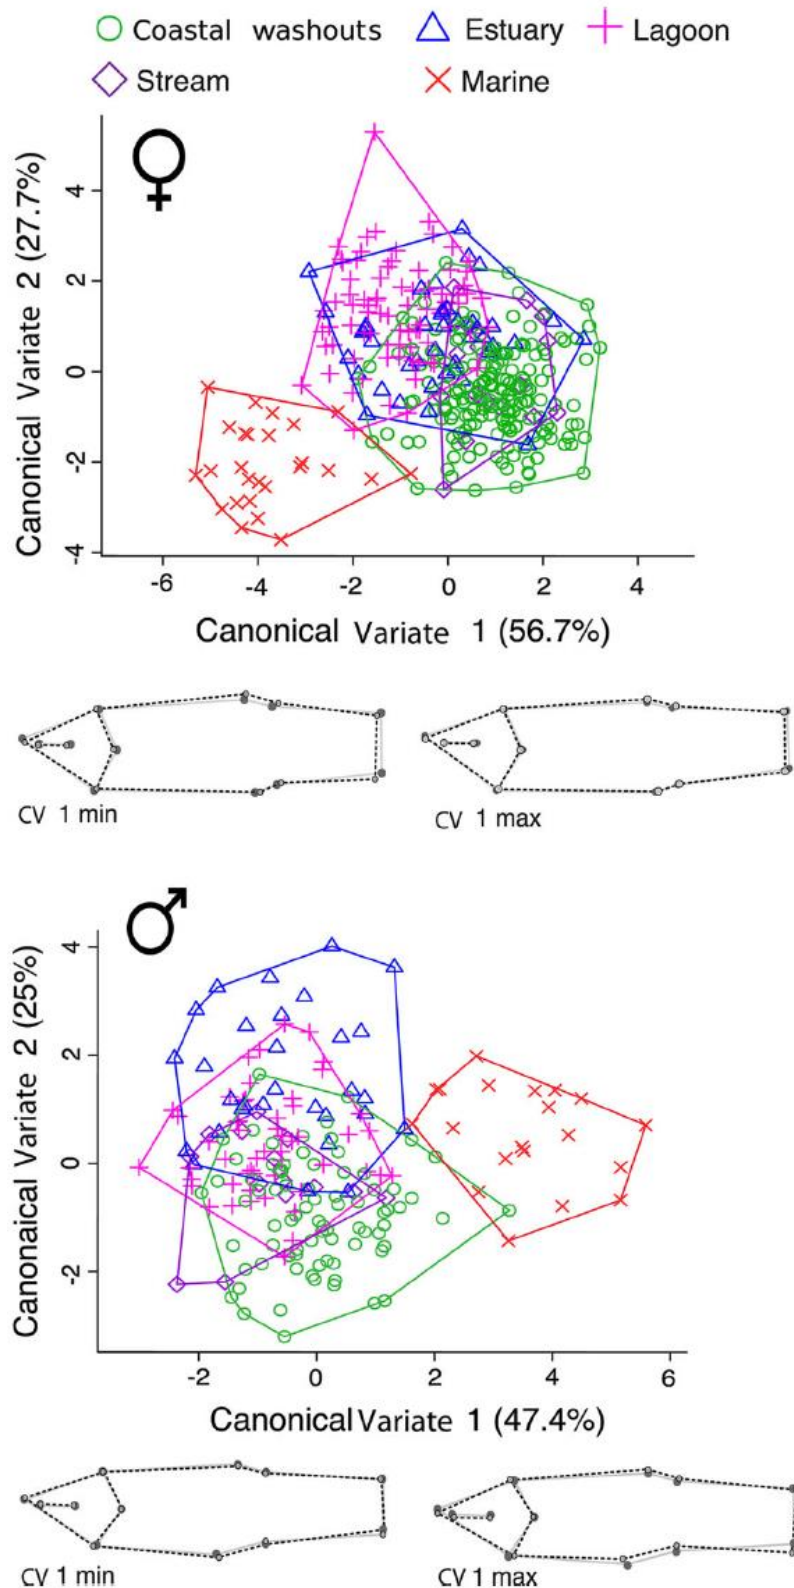 Coastal washouts Estuary Lagoon
Stream Marine
♀
Canonical Variate 2 (27.7%)
4
2
0
-2
-4
-6 -4 -2 0 2 4
Canonical Variate 1 (56.7%)
CV 1 min CV 1 max
♂
Canonaical Variate 2 (25%)
4
2
0
-2
-2 0 2 4 6
Canonical Variate 1 (47.4%)
CV 1 min CV 1 max